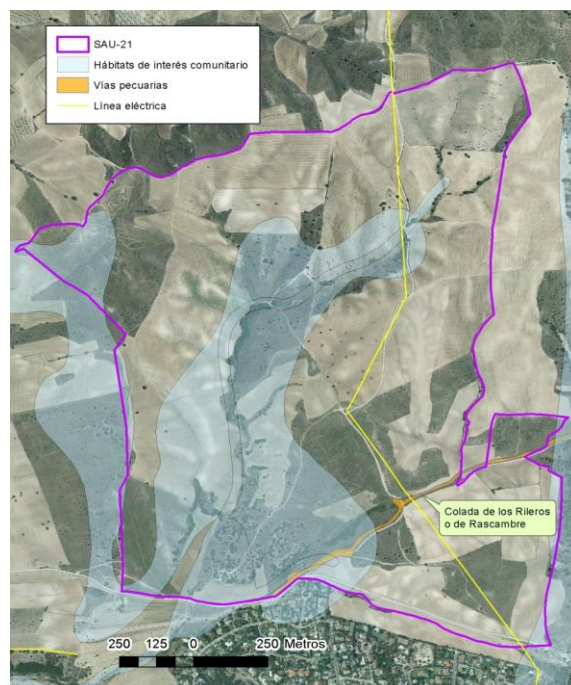 SAU-21
Hábitats de interés comunitario
Vías pecuarias
Línea eléctrica
Colada de los Rileros
o de Rascambre
250 125 0 250 Metros